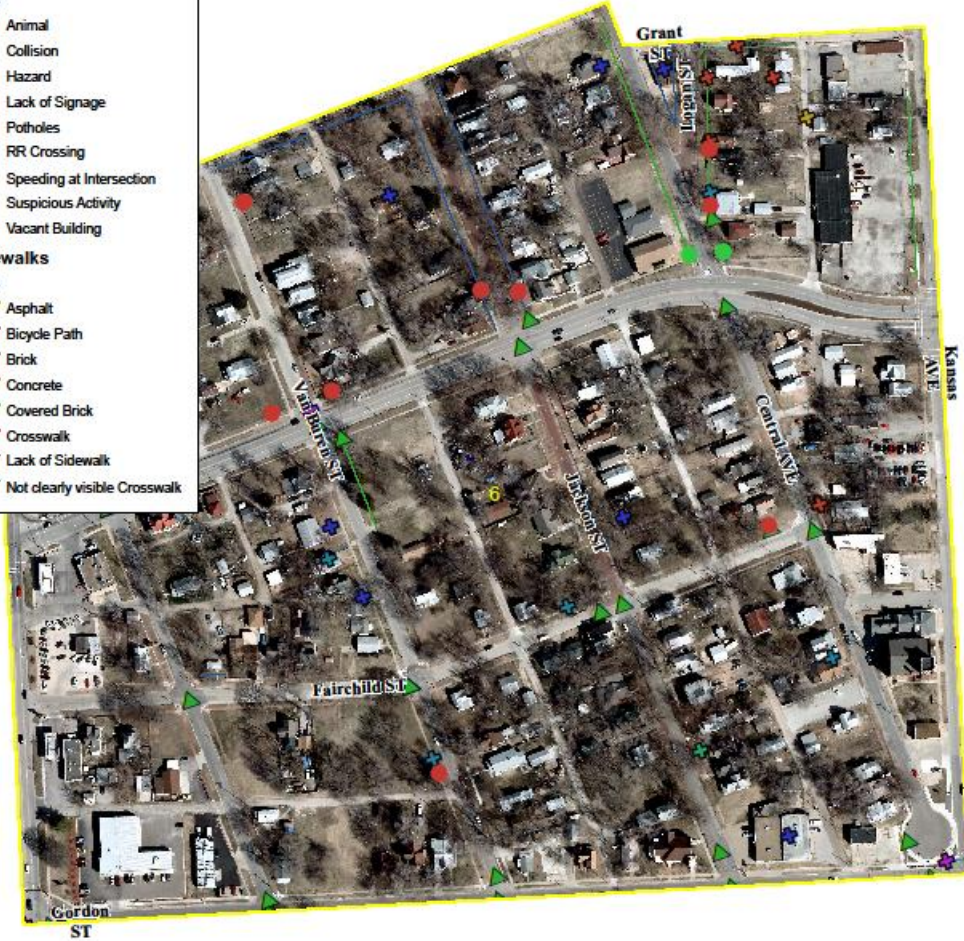 Animal
Collision
Hazard
Lack of Signage
Potholes
RR Crossing
Speeding at Intersection
Suspicious Activity
Vacant Building
walks
Asphalt
Bicycle Path
Brick
Concrete
Covered Brick
Crosswalk
Lack of Sidewalk
Not clearly visible Crosswalk
Grant
ST
Logan ST
Kansas
AVE
Van Buren ST
Central AVE
6
Jackson ST
Fairchild ST
Gordon
ST